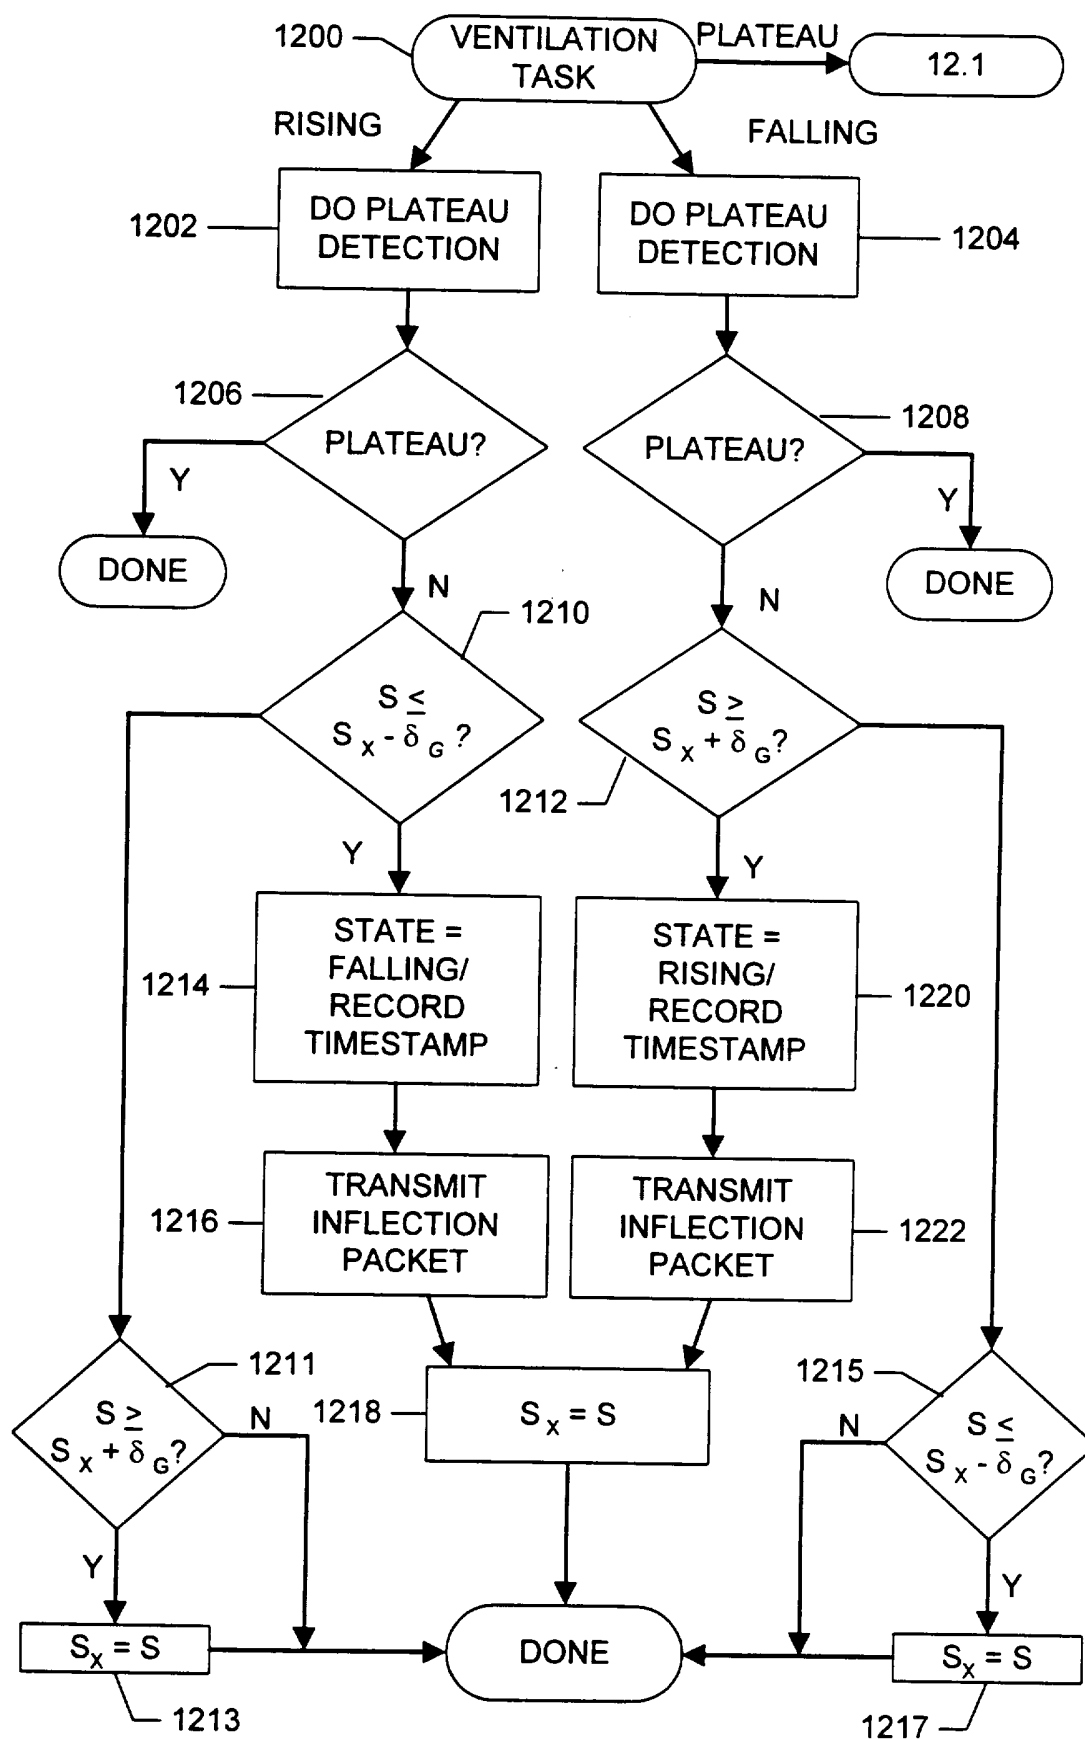 1200
VENTILATION
TASK
PLATEAU
12.1
RISING
FALLING
1202
DO PLATEAU
DETECTION
DO PLATEAU
DETECTION
1204
1206
PLATEAU?
Y
DONE
N
PLATEAU?
1208
Y
DONE
N
1210
S ≤
S X - δ G ?
S ≥
S X + δ G ?
1212
Y
Y
1214
STATE =
FALLING/
RECORD
TIMESTAMP
STATE =
RISING/
RECORD
TIMESTAMP
1220
1216
TRANSMIT
INFLECTION
PACKET
TRANSMIT
INFLECTION
PACKET
1222
1211
S ≥
S X + δ G ?
N
Y
1218
S X = S
1215
S ≤
S X - δ G ?
N
Y
S X = S
1213
DONE
S X = S
1217